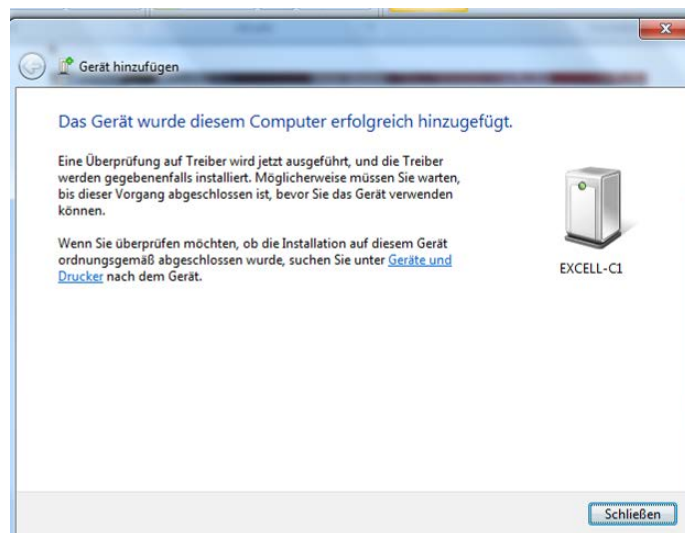 Gerät hinzufügen
Das Gerät wurde diesem Computer erfolgreich hinzugefügt.
Eine Überprüfung auf Treiber wird jetzt ausgeführt, und die Treiber
werden gegebenenfalls installiert. Möglicherweise müssen Sie warten,
bis dieser Vorgang abgeschlossen ist, bevor Sie das Gerät verwenden
können.
Wenn Sie überprüfen möchten, ob die Installation auf diesem Gerät
ordnungsgemäß abgeschlossen wurde, suchen Sie unter Geräte und
Drucker nach dem Gerät.
EXCELL-C1
Schließen